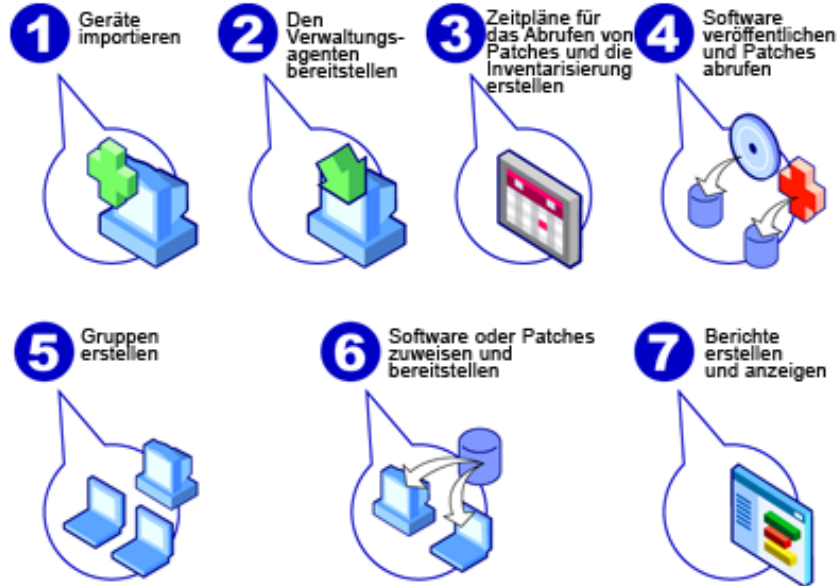 1 Geräte
importieren
2 Den
Verwaltungs-
agenten
bereitstellen
3 Zeitpläne für
das Abrufen von
Patches und die
Inventarisierung
erstellen
4 Software
veröffentlichen
und Patches
abrufen
5 Gruppen
erstellen
6 Software oder Patches
zuweisen und
bereitstellen
7 Berichte
erstellen
und anzeigen